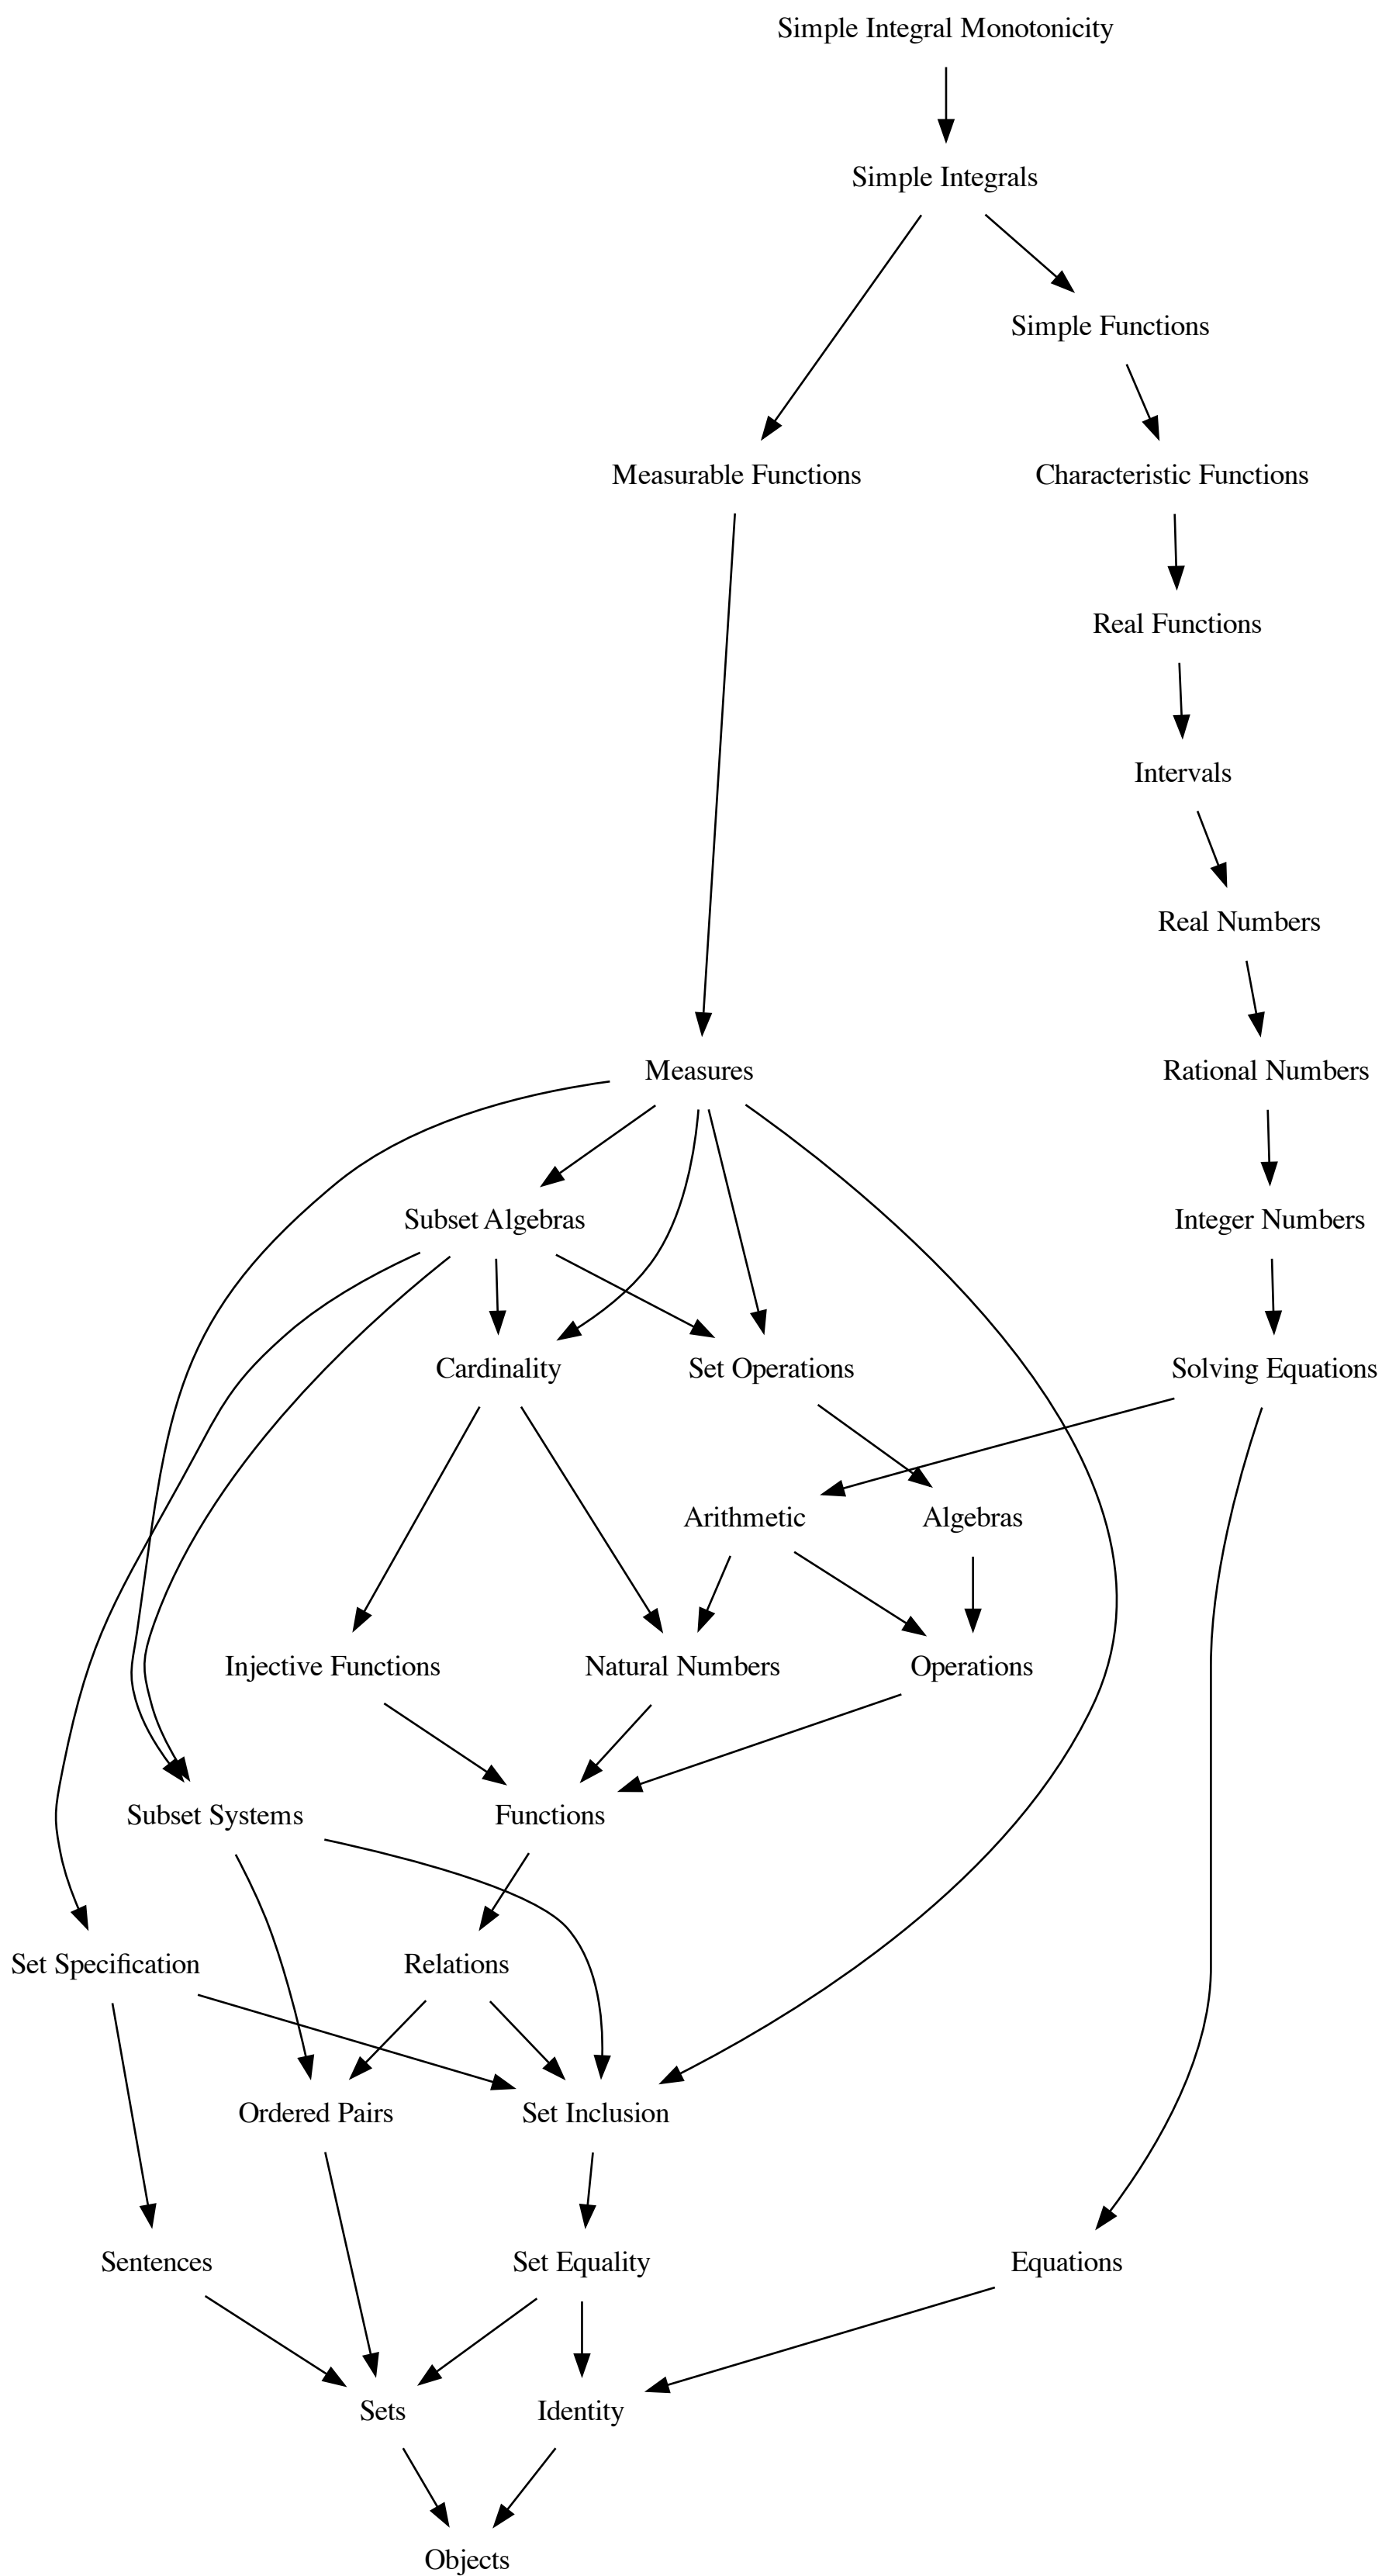 Simple Integral Monotonicity
Simple Integrals
Simple Functions
Measurable Functions
Characteristic Functions
Real Functions
Intervals
Real Numbers
Measures
Rational Numbers
Subset Algebras
Integer Numbers
Cardinality
Set Operations
Solving Equations
Arithmetic
Algebras
Injective Functions
Natural Numbers
Operations
Subset Systems
Functions
Set Specification
Relations
Ordered Pairs
Set Inclusion
Sentences
Set Equality
Equations
Sets
Identity
Objects